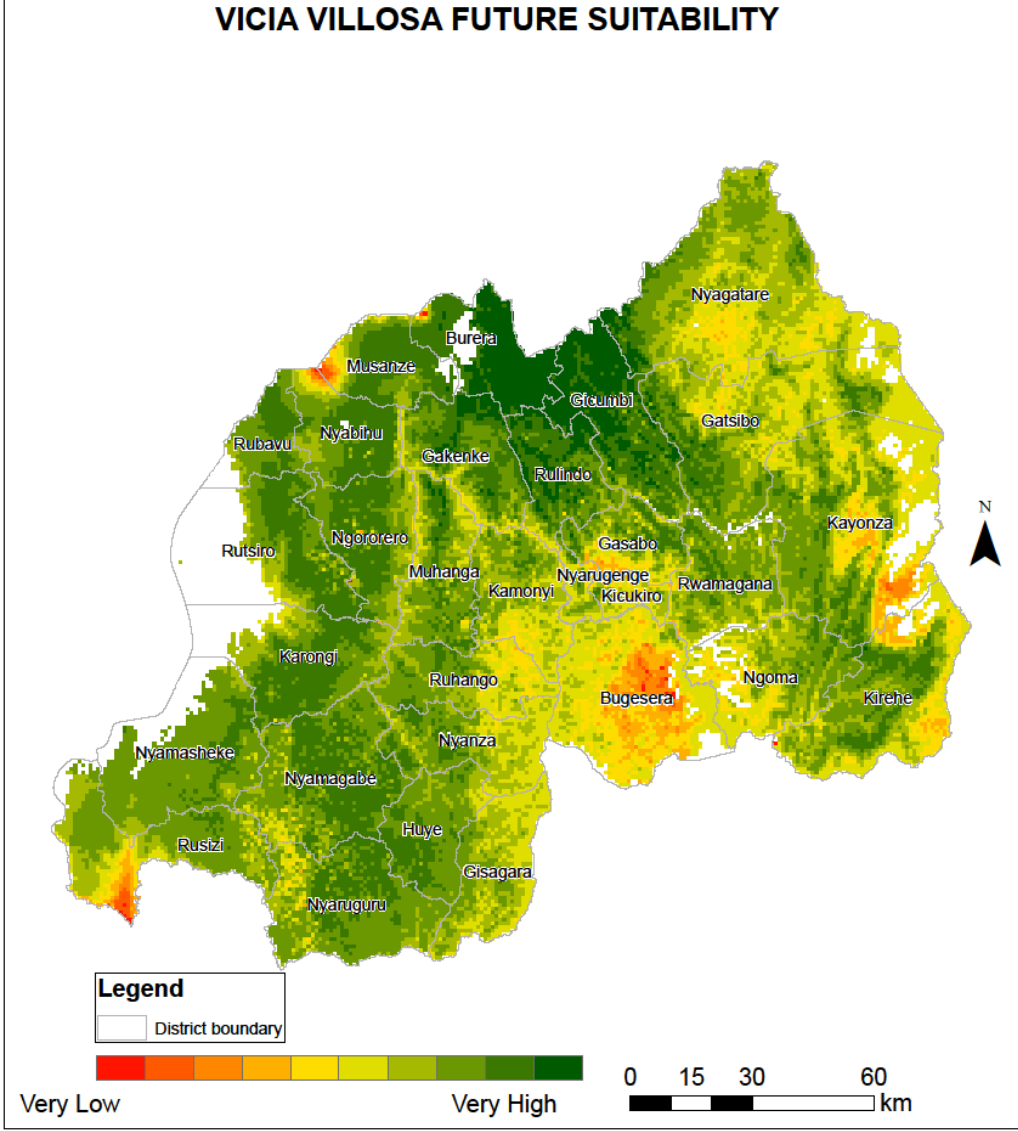 VICIA VILLOSA FUTURE SUITABILITY
Nyagatare
Burera
Musanze
Gicumbi
Gatsibo
Rubavu
Nyabihu
Gakenke
Rulindo
Kayonza
N
Rutsiro
Ngororero
Gasabo
Muhanga
Nyarugenge
Rwamagana
Kamonyi
Kicukiro
Karongi
Ruhango
Ngoma
Bugesera
Kirehe
Nyanza
Nyamasheke
Nyamagabe
Huye
Rusizi
Gisagara
Nyaruguru
Legend
District boundary
0 15 30 60
km
Very Low Very High